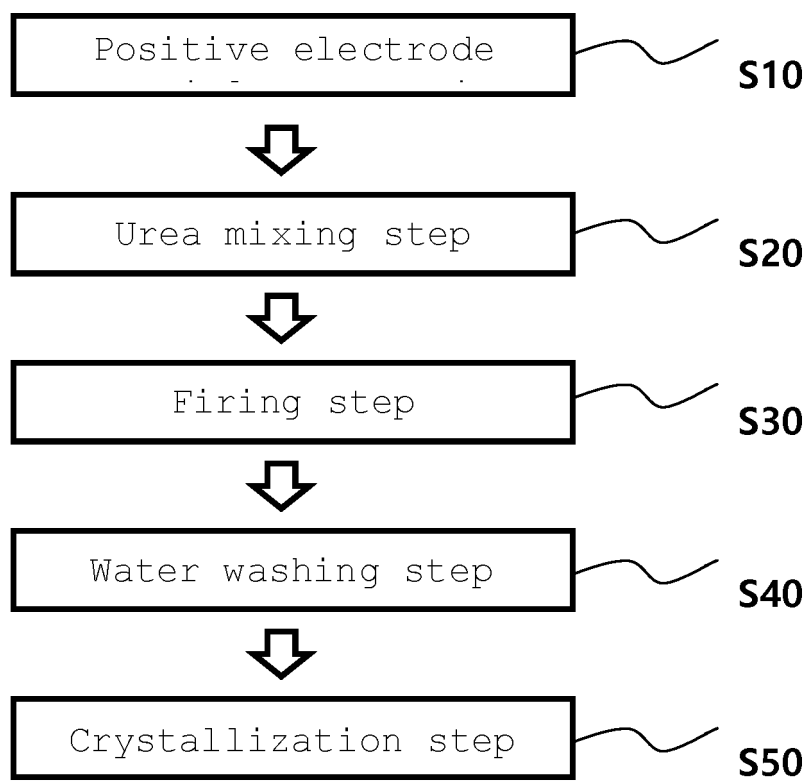 Positive electrode
S10
Urea mixing step
S20
Firing step
S30
Water washing step
S40
Crystallization step
S50